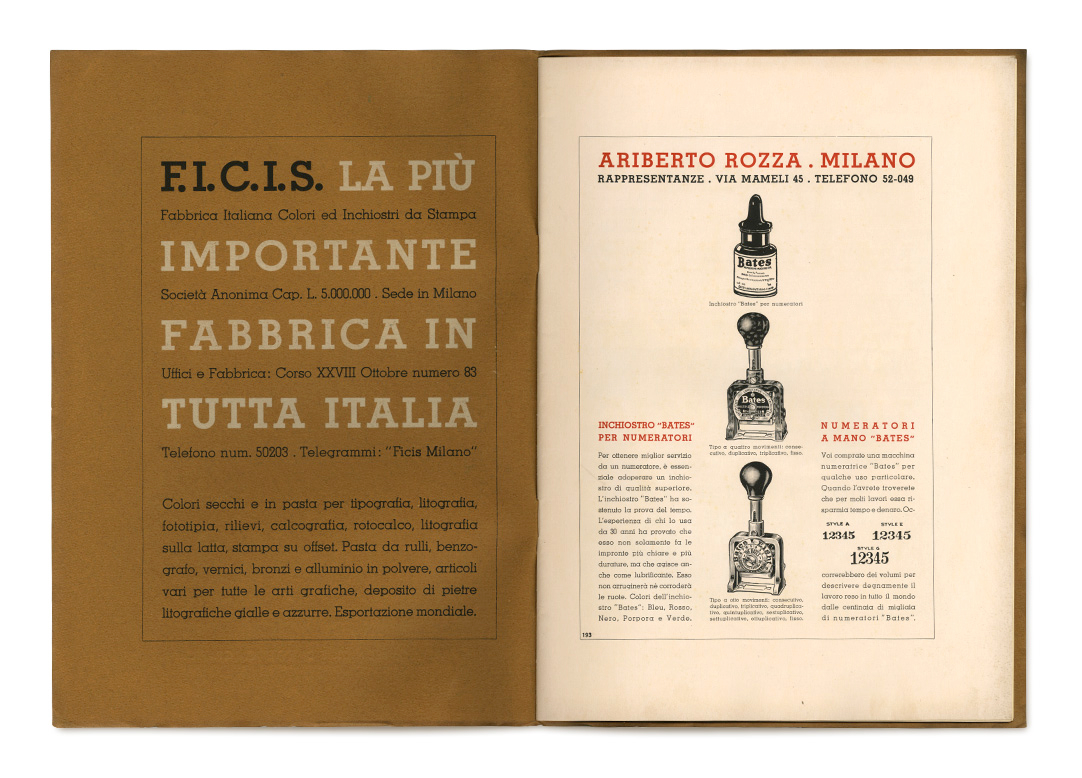 F.I.C.I.S. LA PIÙ
Fabbrica Italiana Colori ed Inchiostri da Stampa
IMPORTANTE
Società Anonima Cap. L. 5.000.000 . Sede in Milano
FABBRICA IN
Uffici e Fabbrica: Corso XXVIII Ottobre numero 83
TUTTA ITALIA
Telefono num. 50203 . Telegrammi: "Ficis Milano"
Colori secchi e in pasta per tipografia, litografia,
fototipia, rilievi, calcografia, rotocalco, litografia
sulla latta, stampa su offset. Pasta da rulli, benzo-
grafo, vernici, bronzi e alluminio in polvere, articoli
vari per tutte le arti grafiche, deposito di pietre
litografiche gialle e azzurre. Esportazione mondiale.
ARIBERTO ROZZA . MILANO
RAPPRESENTANZE . VIA MAMELI 45 . TELEFONO 52-049
Bates
Inchiostro "Bates" per numeratori
Bates
Tipo a quattro movimenti: conse-
cutivo, duplicativo, triplicativo, fisso.
Tipo a otto movimenti: consecutivo,
duplicativo, triplicativo, quadruplica-
tivo, quintuplicativo, sestuplicativo,
settuplicativo, ottuplicativo, fisso.
INCHIOSTRO "BATES"
PER NUMERATORI
Per ottenere miglior servizio
da un numeratore, è essen-
ziale adoperare un inchio-
stro di qualità superiore.
L'inchiostro "Bates" ha so-
stenuto la prova del tempo.
L'esperienza di chi lo usa
da 30 anni ha provato che
esso non solamente fa le
impronte più chiare e più
durature, ma che agisce an-
che come lubrificante. Esso
non arrugginerà nè corroderà
le ruote. Colori dell'inchio-
stro "Bates": Bleu, Rosso,
Nero, Porpora e Verde.
NUMERATORI
A MANO "BATES"
Voi comprate una macchina
numeratrice "Bates" per
qualche uso particolare.
Quando l'avrete troverete
che per molti lavori essa ri-
sparmia tempo e denaro. Oc-
STYLE A STYLE E
12345 12345
STYLE G
12345
correrebbero dei volumi per
descrivere degnamente il
lavoro reso in tutto il mondo
dalle centinaia di migliaia
di numeratori "Bates".
193